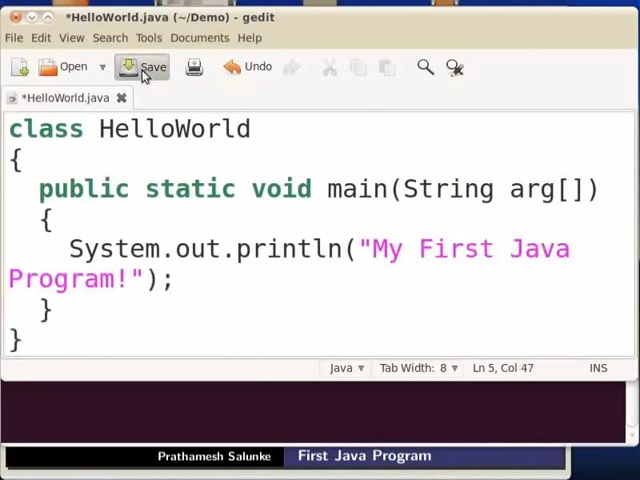 *HelloWorld.java (~/Demo) - gedit
File Edit View Search Tools Documents Help
Open Save Undo
*HelloWorld.java
class HelloWorld
{
public static void main(String arg[])
{
System.out.println("My First Java
Program!");
}
}
Java Tab Width: 8 Ln 5, Col 47 INS
Prathamesh Salunke First Java Program